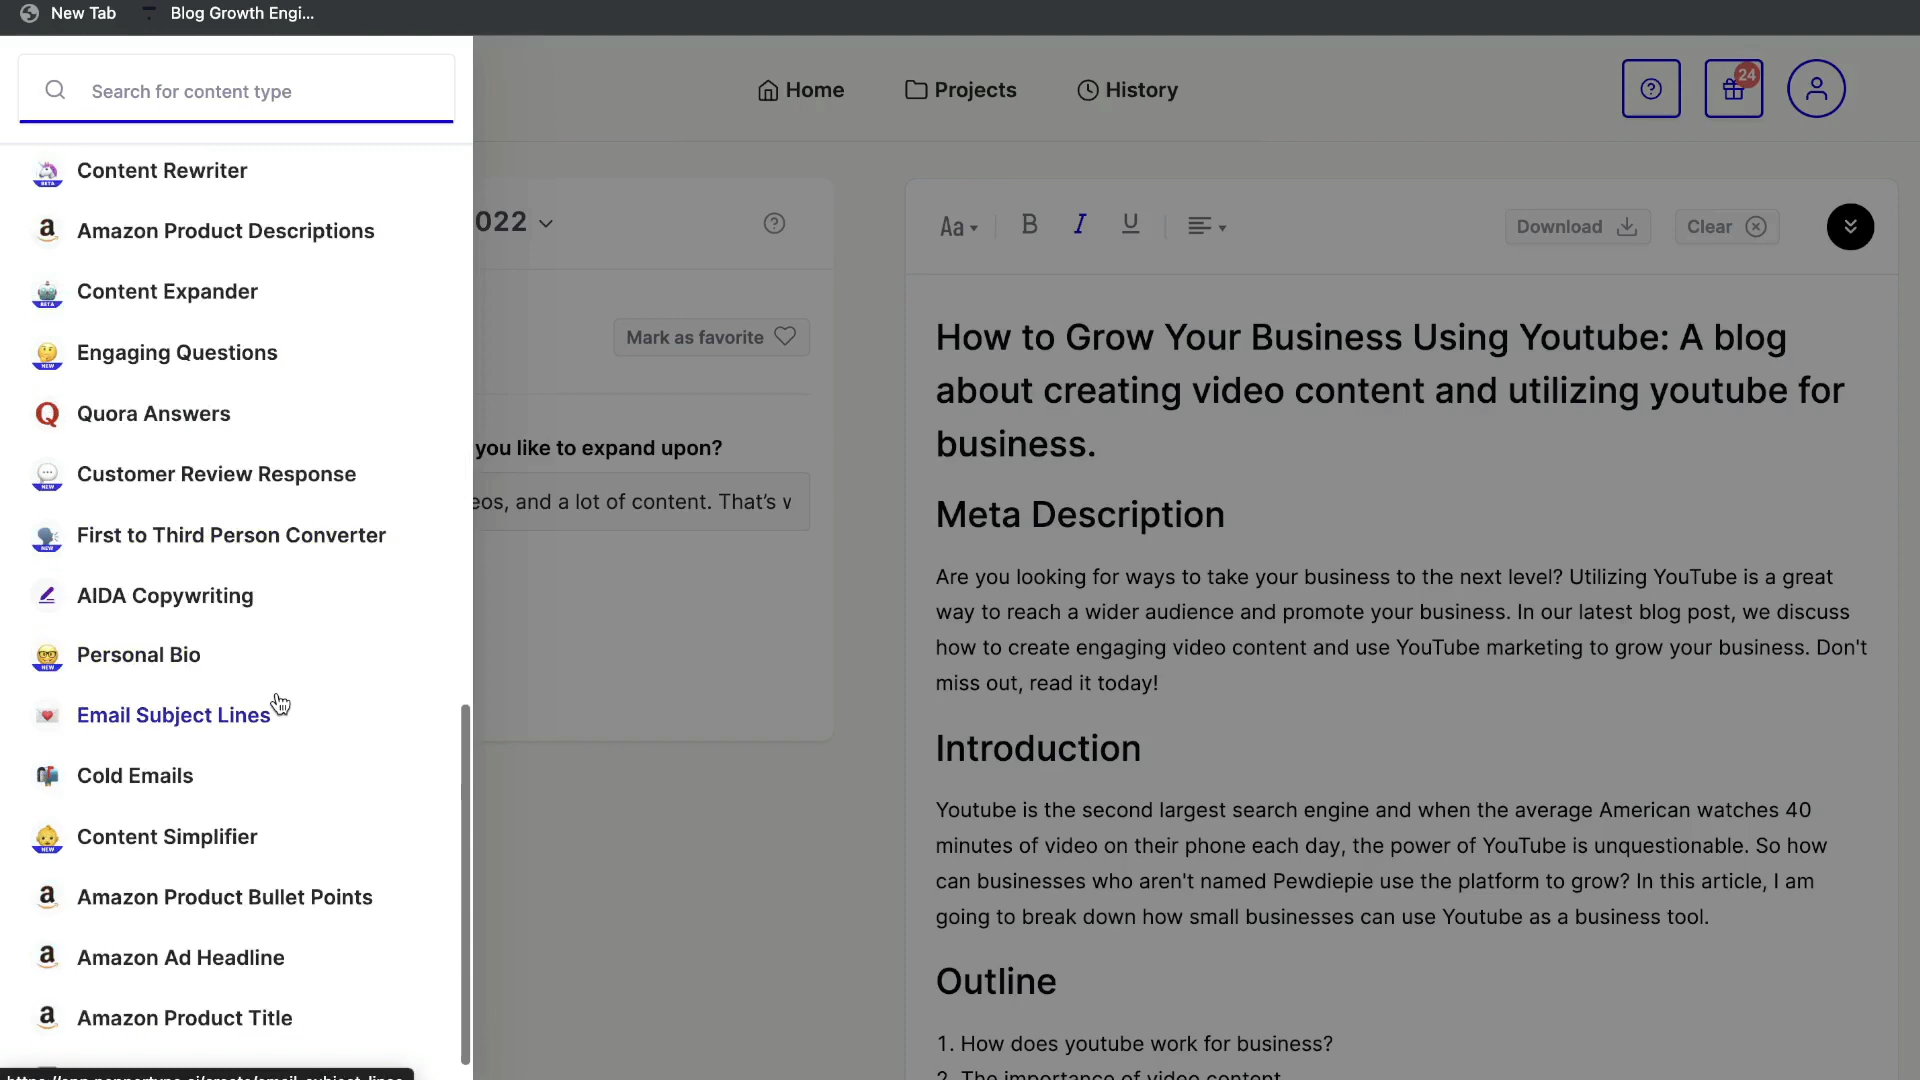 New Tab
Blog Growth Engi...
Search for content type
Home
Projects
History
24
Content Rewriter
Amazon Product Descriptions
Content Expander
Engaging Questions
Quora Answers
Customer Review Response
First to Third Person Converter
AIDA Copywriting
Personal Bio
Email Subject Lines
Cold Emails
Content Simplifier
Amazon Product Bullet Points
Amazon Ad Headline
Amazon Product Title
022
Mark as favorite
you like to expand upon?
eos, and a lot of content. That's v
Aa
B
I
U
Download
Clear
How to Grow Your Business Using Youtube: A blog
about creating video content and utilizing youtube for
business.
Meta Description
Are you looking for ways to take your business to the next level? Utilizing YouTube is a great
way to reach a wider audience and promote your business. In our latest blog post, we discuss
how to create engaging video content and use YouTube marketing to grow your business. Don't
miss out, read it today!
Introduction
Youtube is the second largest search engine and when the average American watches 40
minutes of video on their phone each day, the power of YouTube is unquestionable. So how
can businesses who aren't named Pewdiepie use the platform to grow? In this article, I am
going to break down how small businesses can use Youtube as a business tool.
Outline
1. How does youtube work for business?
2. The importance of video content